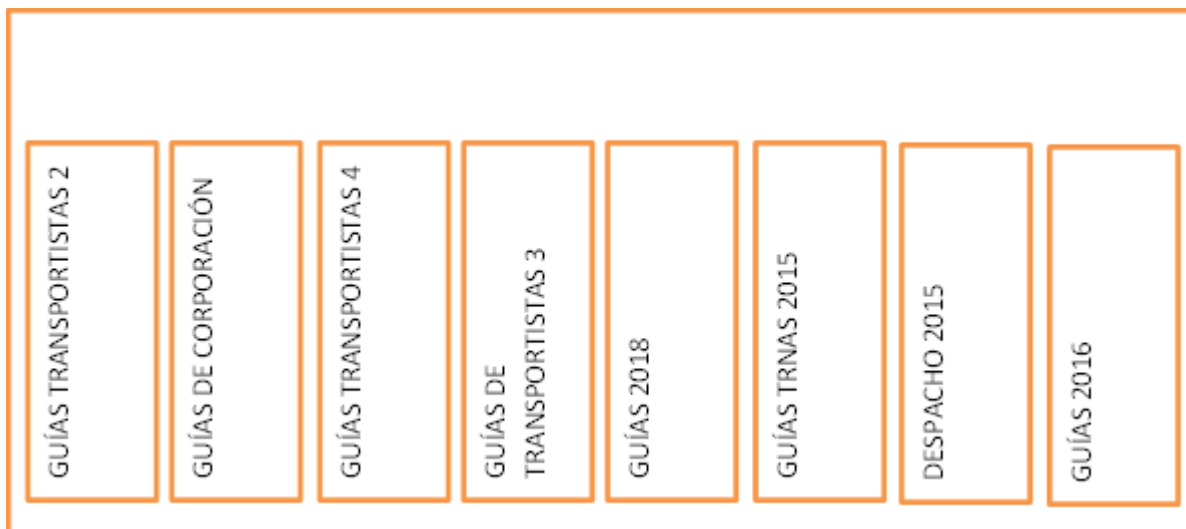 GUÍAS TRANSPORTISTAS 2
GUÍAS DE CORPORACIÓN
GUÍAS TRANSPORTISTAS 4
GUÍAS DE
TRANSPORTISTAS 3
GUÍAS 2018
GUÍAS TRNAS 2015
DESPACHO 2015
GUÍAS 2016